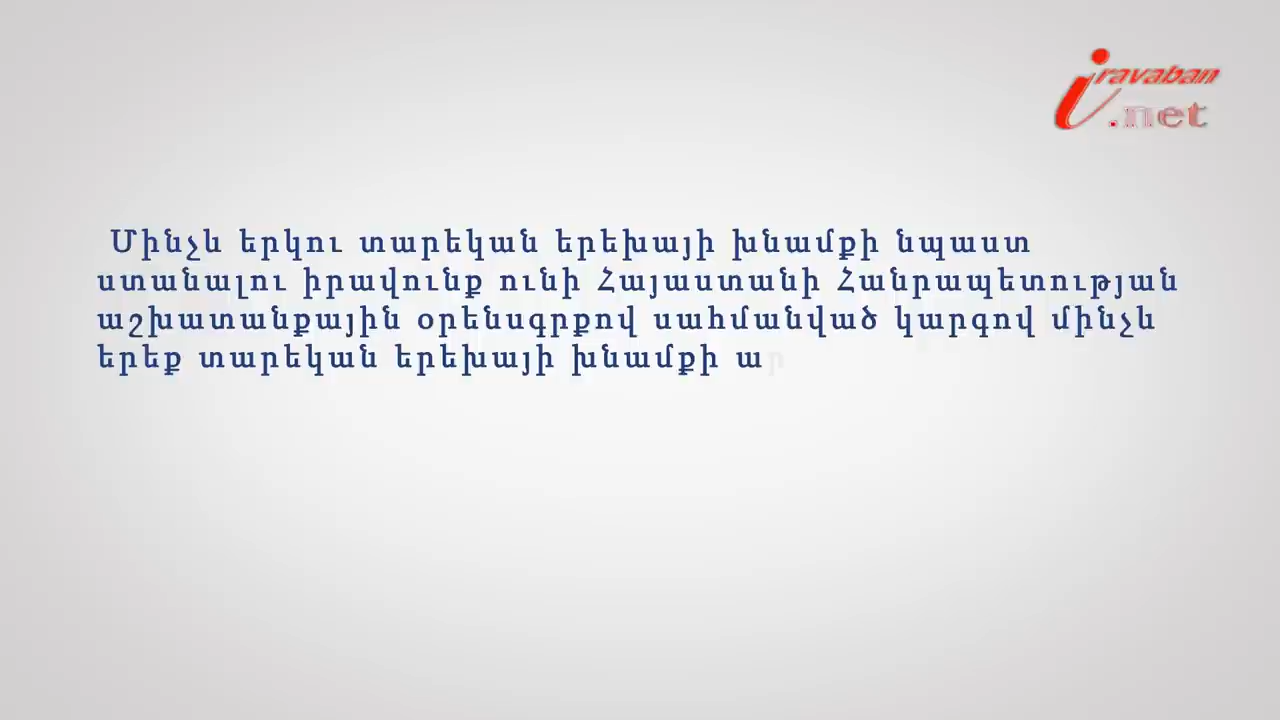 iravaban
.net
Մինչև երկու տարեկան երեխայի խնամքի նպաստ
ստանալու իրավունք ունի Հայաստանի Հանրապետության
աշխատանքային օրենսգրքով սահմանված կարգով մինչև
երեք տարեկան երեխայի խնամքի ար